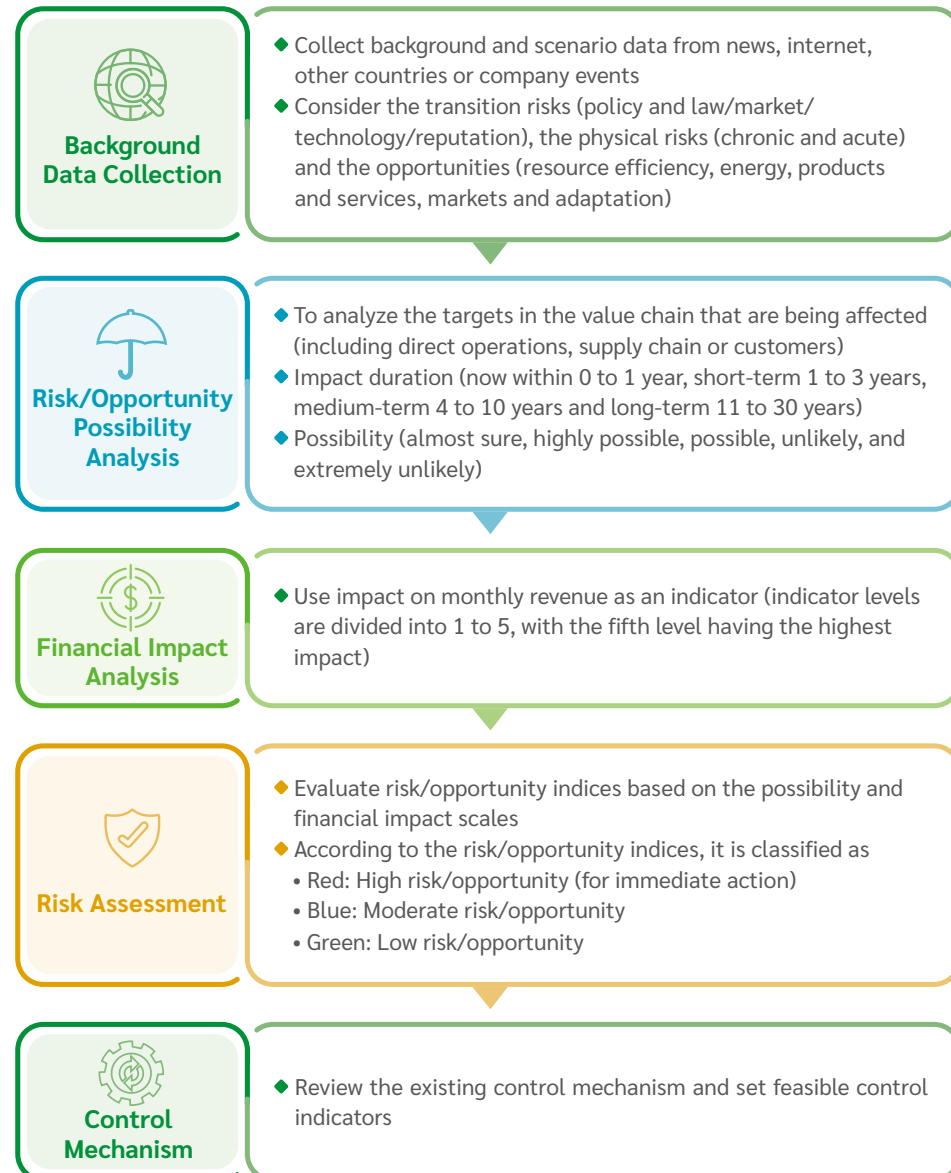 Background
Data Collection
◆ Collect background and scenario data from news, internet,
other countries or company events
◆ Consider the transition risks (policy and law/market/
technology/reputation), the physical risks (chronic and acute)
and the opportunities (resource efficiency, energy, products
and services, markets and adaptation)
Risk/Opportunity
Possibility
Analysis
◆ To analyze the targets in the value chain that are being affected
(including direct operations, supply chain or customers)
◆ Impact duration (now within 0 to 1 year, short-term 1 to 3 years,
medium-term 4 to 10 years and long-term 11 to 30 years)
◆ Possibility (almost sure, highly possible, possible, unlikely, and
extremely unlikely)
$
Financial Impact
Analysis
◆ Use impact on monthly revenue as an indicator (indicator levels
are divided into 1 to 5, with the fifth level having the highest
impact)
Risk Assessment
◆ Evaluate risk/opportunity indices based on the possibility and
financial impact scales
◆ According to the risk/opportunity indices, it is classified as
• Red: High risk/opportunity (for immediate action)
• Blue: Moderate risk/opportunity
• Green: Low risk/opportunity
Control
Mechanism
◆ Review the existing control mechanism and set feasible control
indicators